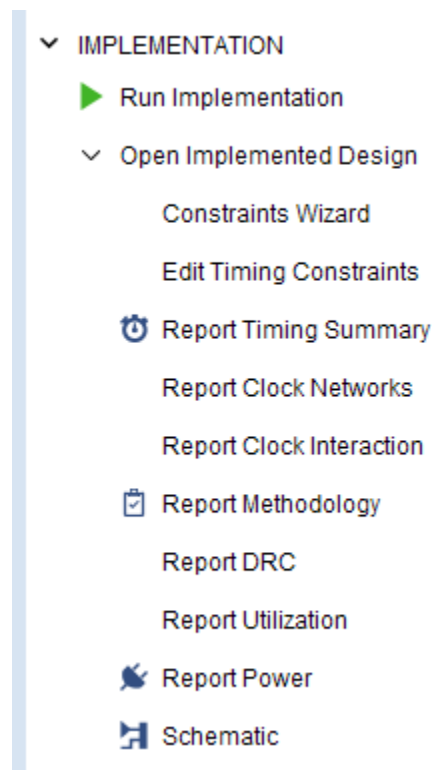 IMPLEMENTATION
Run Implementation
Open Implemented Design
Constraints Wizard
Edit Timing Constraints
Report Timing Summary
Report Clock Networks
Report Clock Interaction
Report Methodology
Report DRC
Report Utilization
Report Power
Schematic